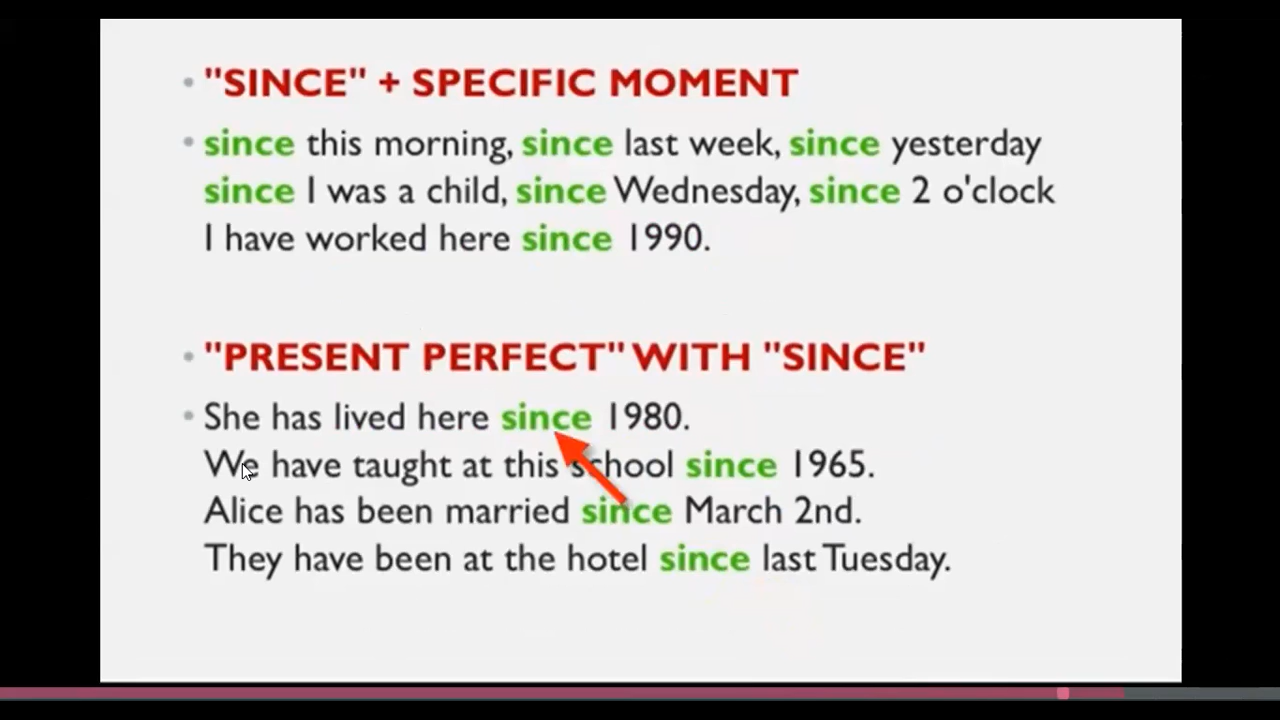 • "SINCE" + SPECIFIC MOMENT
• since this morning, since last week, since yesterday
since I was a child, since Wednesday, since 2 o'clock
I have worked here since 1990.
• "PRESENT PERFECT" WITH "SINCE"
• She has lived here since 1980.
We have taught at this school since 1965.
Alice has been married since March 2nd.
They have been at the hotel since last Tuesday.